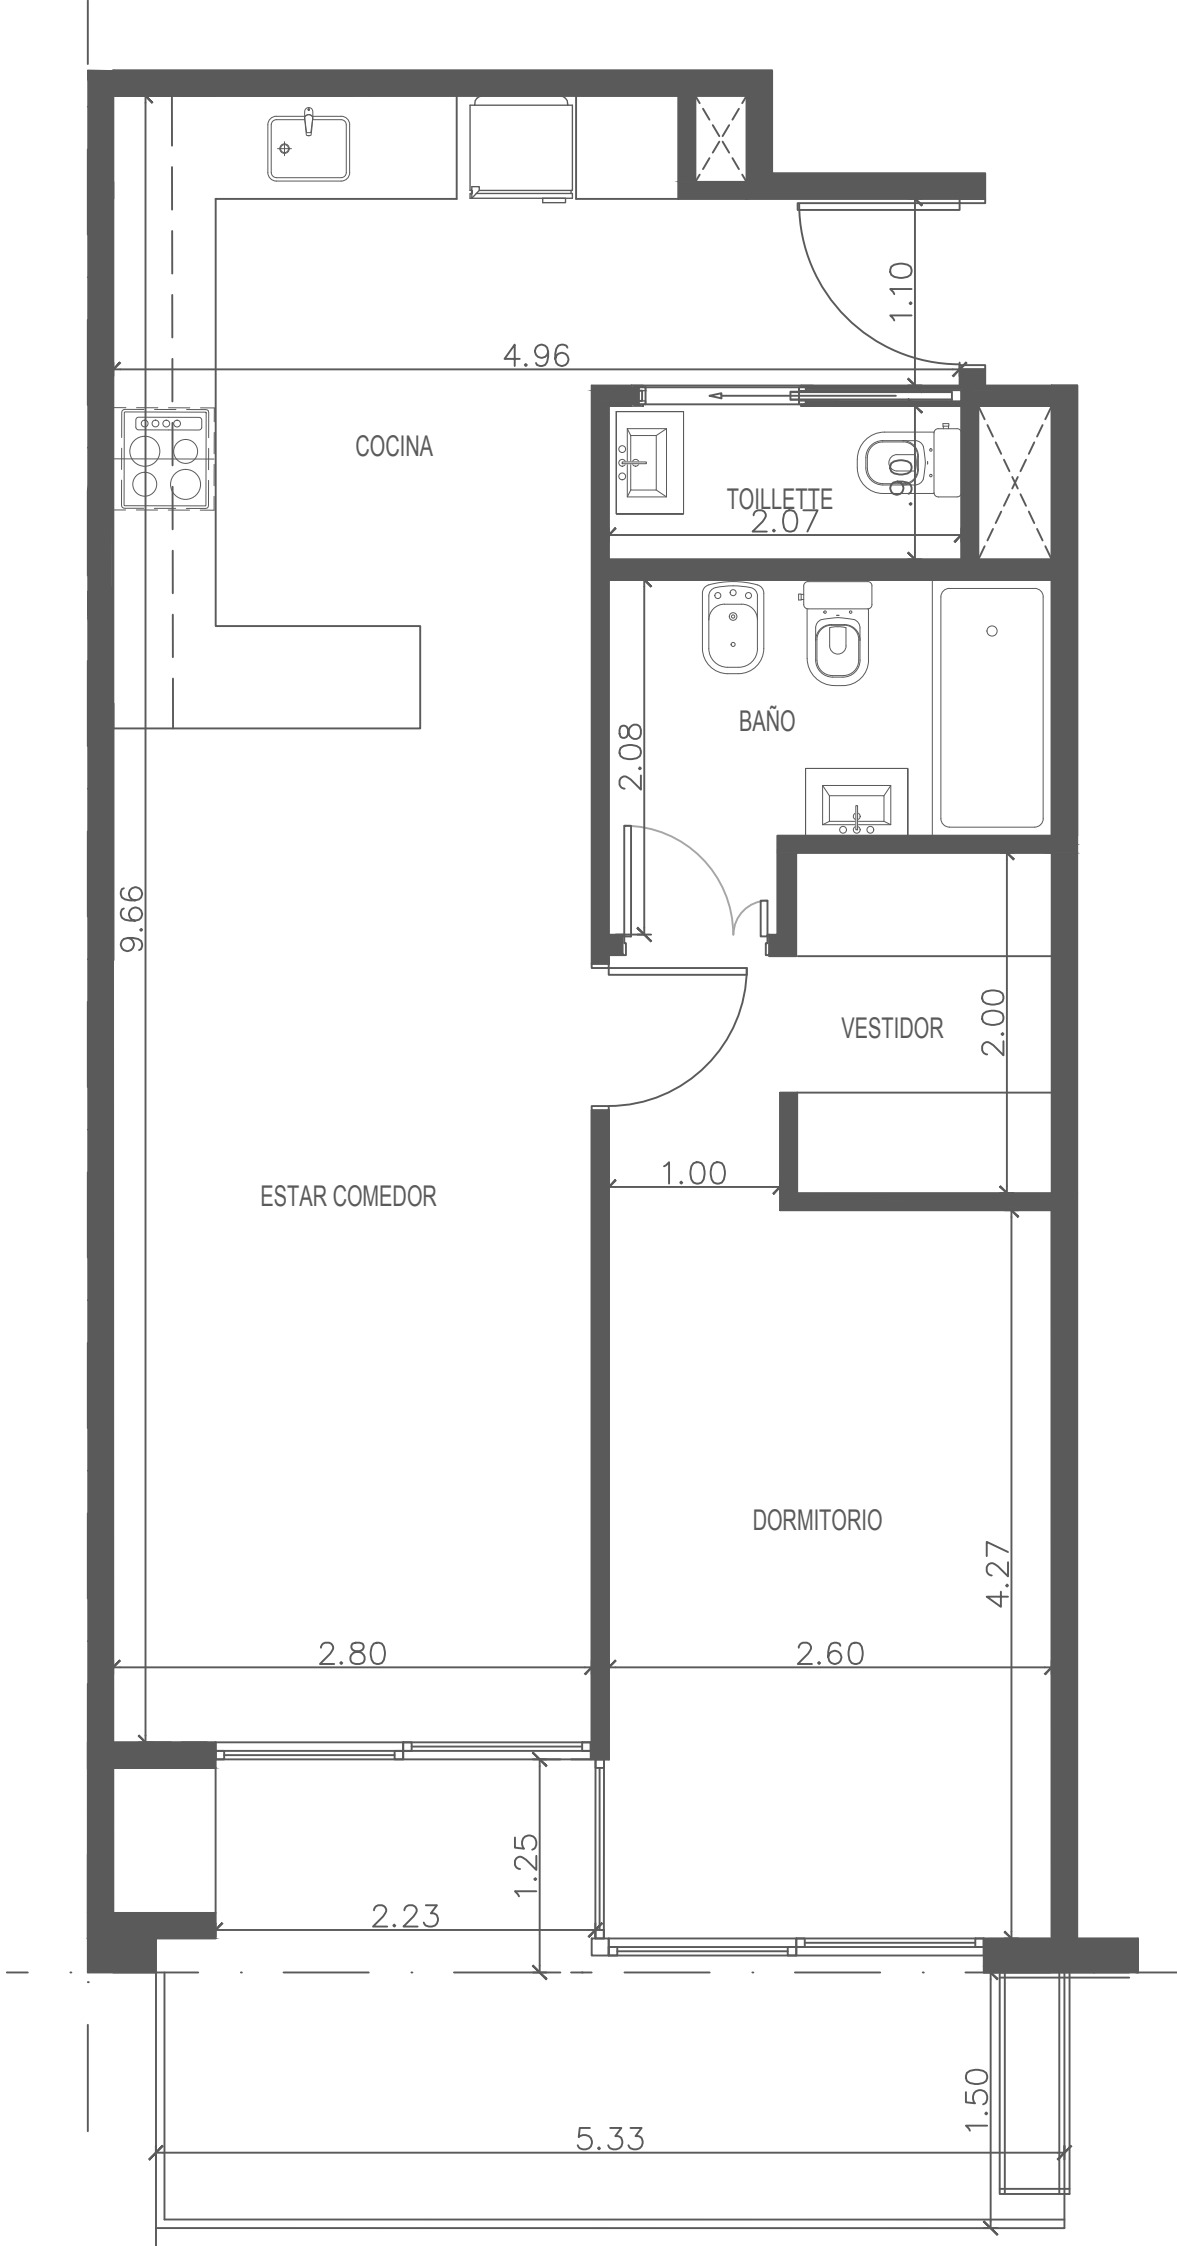 1.10
4.96
COCINA
.90
TOILLETTE
2.07
BAÑO
2.08
9.66
VESTIDOR
2.00
1.00
ESTAR COMEDOR
DORMITORIO
4.27
2.80
2.60
1.25
2.23
1.50
5.33